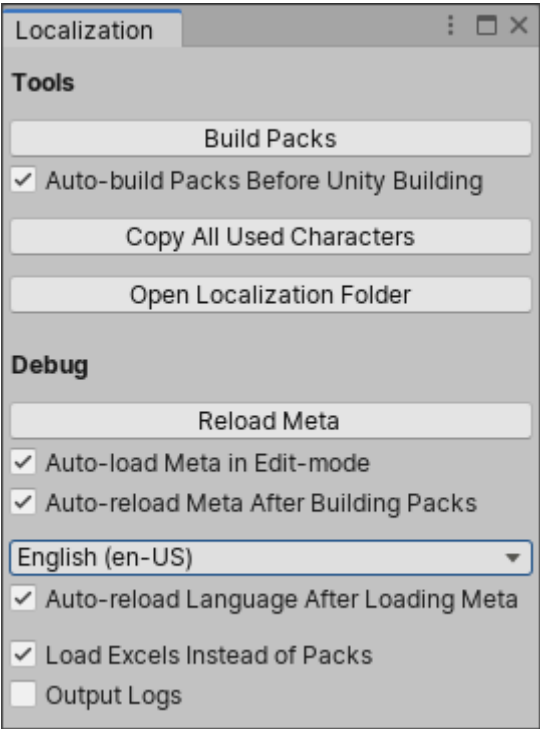 Localization
Tools
Build Packs
Auto-build Packs Before Unity Building
Copy All Used Characters
Open Localization Folder
Debug
Reload Meta
Auto-load Meta in Edit-mode
Auto-reload Meta After Building Packs
English (en-US)
Auto-reload Language After Loading Meta
Load Excels Instead of Packs
Output Logs